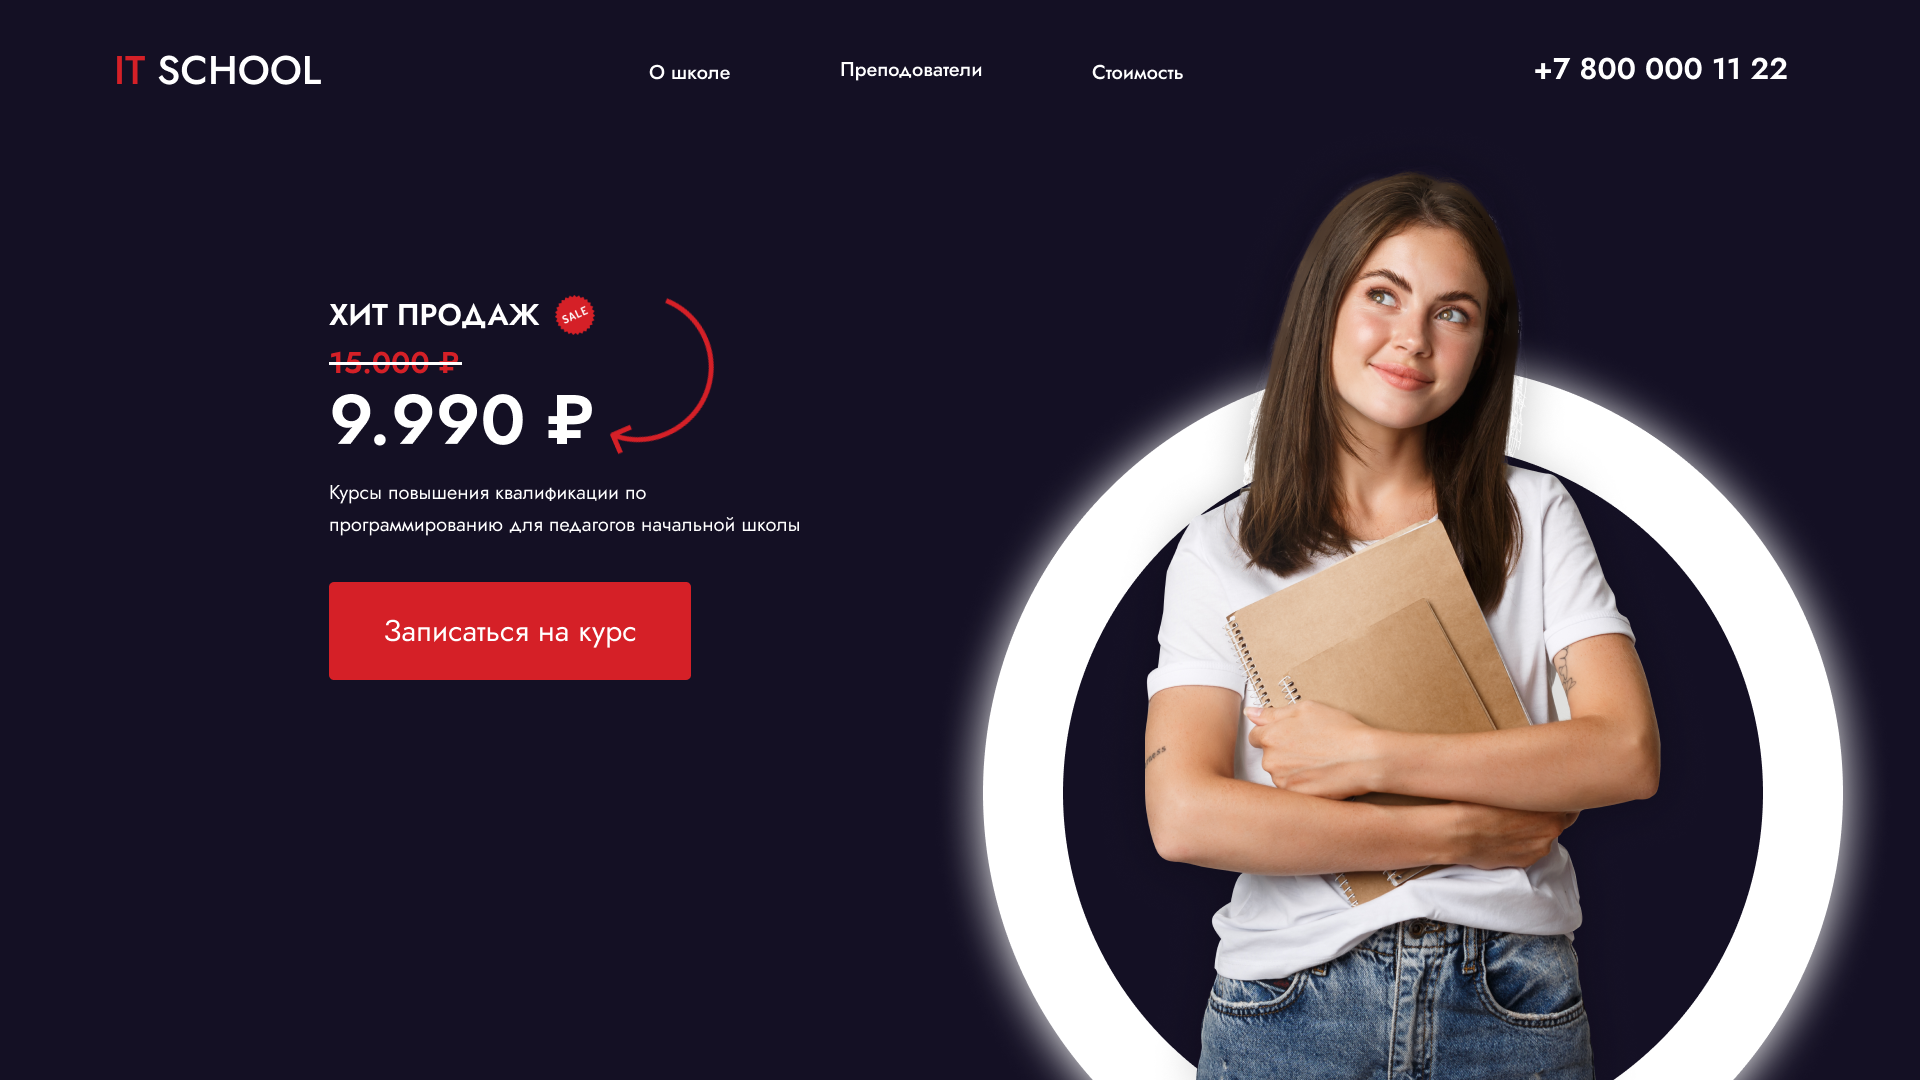 IT SCHOOL
О школе
Преподователи
Стоимость
+7 800 000 11 22
ХИТ ПРОДАЖ
SALE
15.000 ₽
9.990 ₽
Курсы повышения квалификации по
программированию для педагогов начальной школы
Записаться на курс